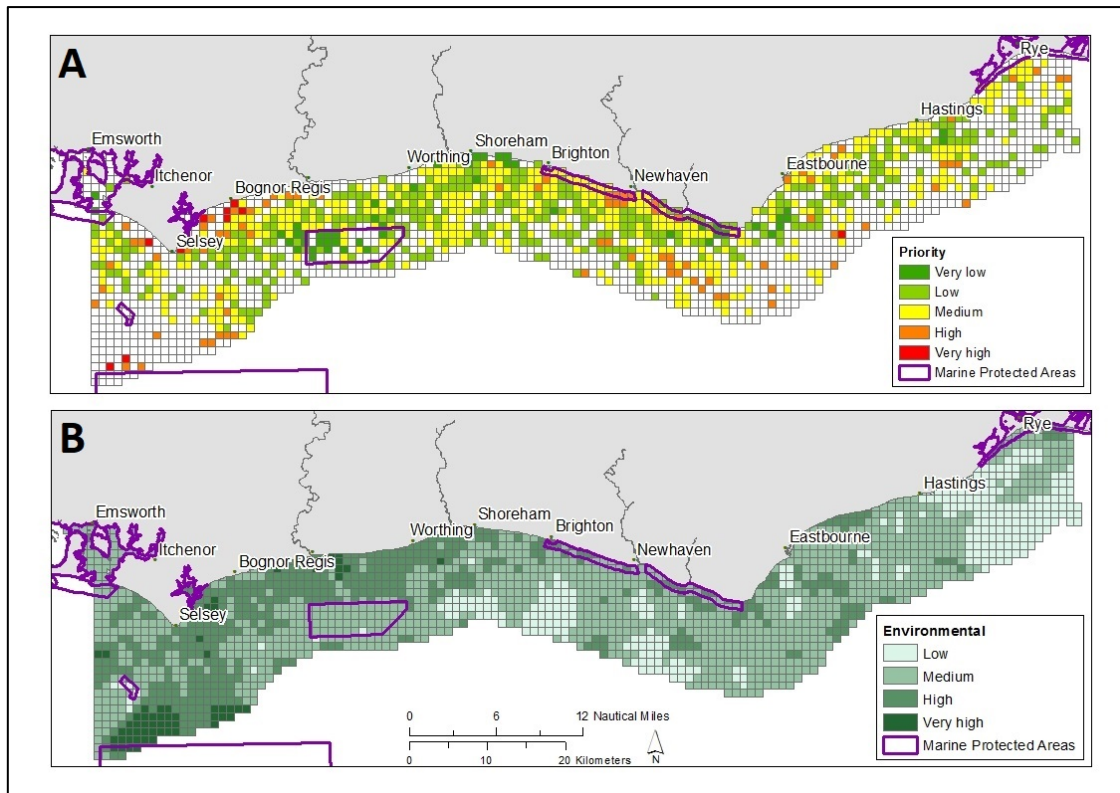 A
Rye
Hastings
Emsworth
Shoreham
Brighton
Itchenor
Worthing
Eastbourne
Newhaven
Bognor Regis
Selsey
Priority
Very low
Low
Medium
High
Very high
Marine Protected Areas
B
Rye
Hastings
Emsworth
Shoreham
Worthing
Brighton
Eastbourne
Itchenor
Newhaven
Bognor Regis
Selsey
Environmental
Low
Medium
High
Very high
Marine Protected Areas
0 6 12 Nautical Miles
0 10 20 Kilometers
N